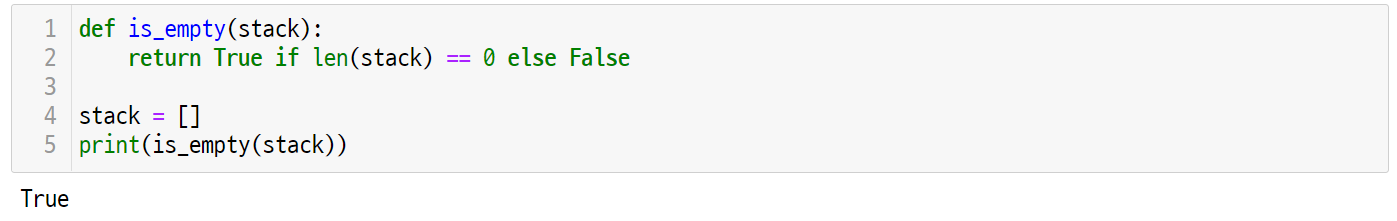 1 def is_empty(stack):
2     return True if len(stack) == 0 else False
3
4 stack = []
5 print(is_empty(stack))
True